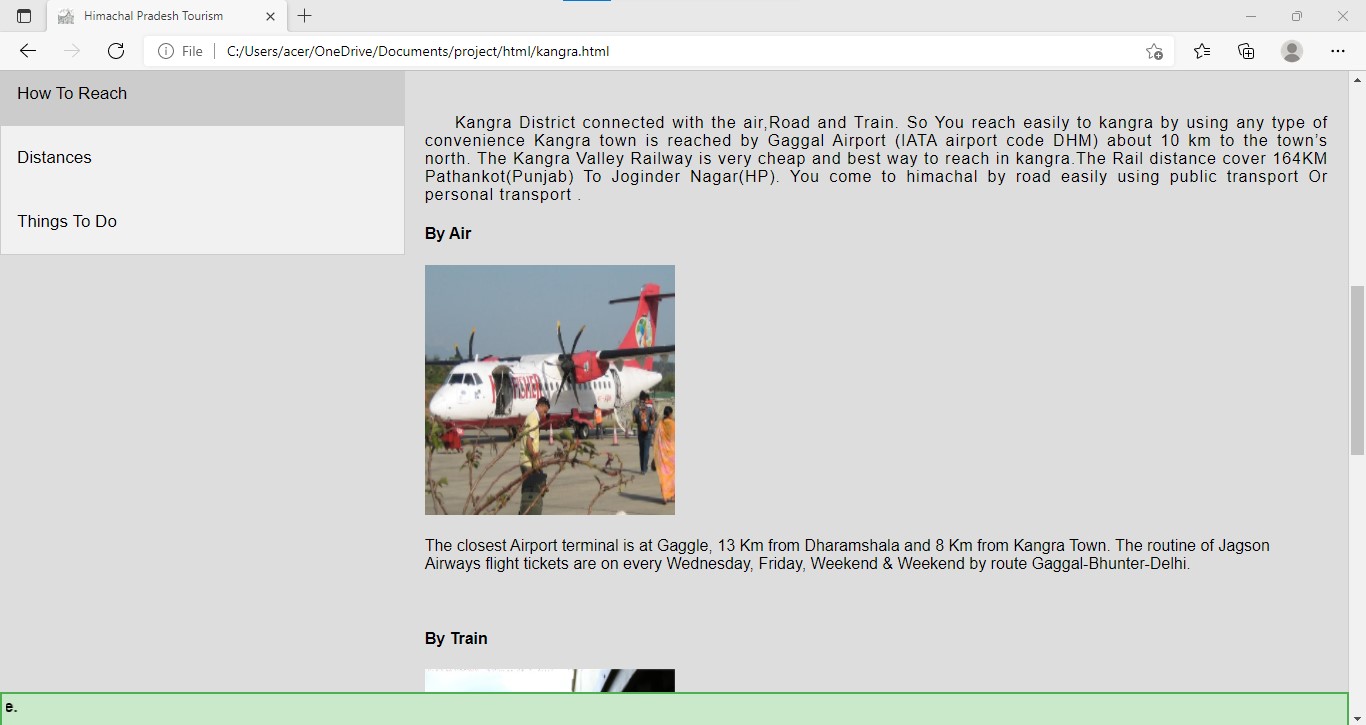 Himachal Pradesh Tourism
File
C:/Users/acer/OneDrive/Documents/project/html/kangra.html
How To Reach
Distances
Things To Do
Kangra District connected with the air,Road and Train. So You reach easily to kangra by using any type of
convenience Kangra town is reached by Gaggal Airport (IATA airport code DHM) about 10 km to the town's
north. The Kangra Valley Railway is very cheap and best way to reach in kangra.The Rail distance cover 164KM
Pathankot(Punjab) To Joginder Nagar(HP). You come to himachal by road easily using public transport Or
personal transport .
By Air
FISHER
The closest Airport terminal is at Gaggle, 13 Km from Dharamshala and 8 Km from Kangra Town. The routine of Jagson
Airways flight tickets are on every Wednesday, Friday, Weekend & Weekend by route Gaggal-Bhunter-Delhi.
By Train
e.